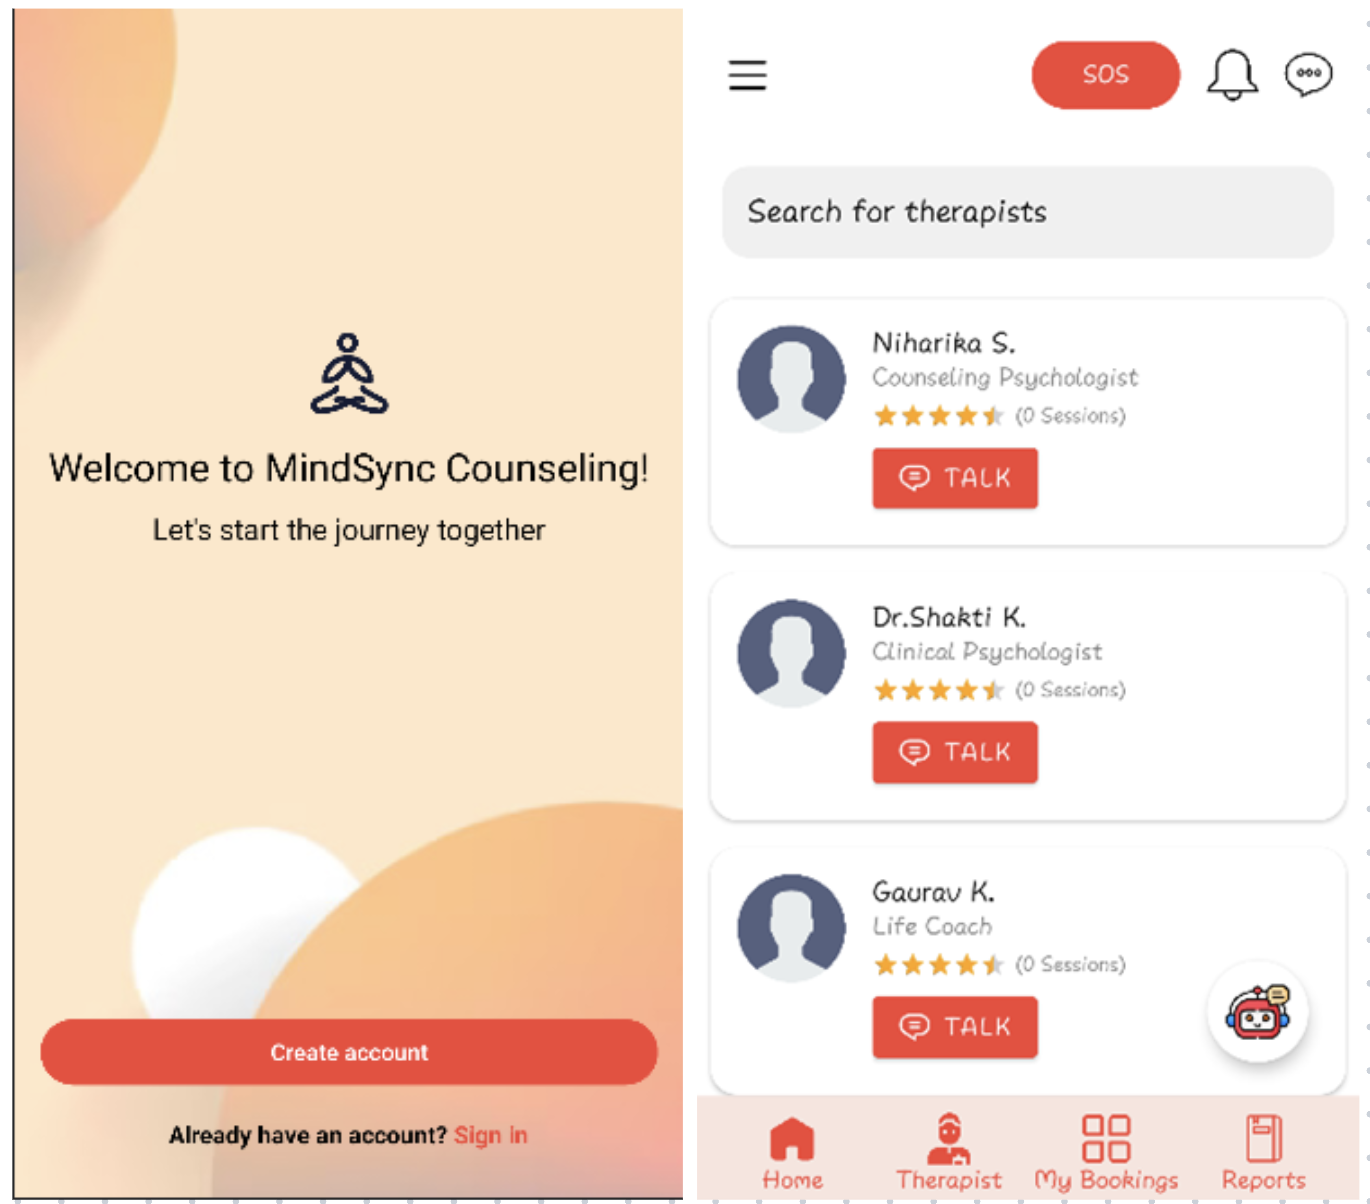 Welcome to MindSync Counseling!
Let's start the journey together
Create account
Already have an account? Sign in
SOS
Search for therapists
Niharika S.
Counseling Psychologist
(0 Sessions)
TALK
Dr.Shakti K.
Clinical Psychologist
(0 Sessions)
TALK
Gaurav K.
Life Coach
(0 Sessions)
TALK
Home Therapist My Bookings Reports